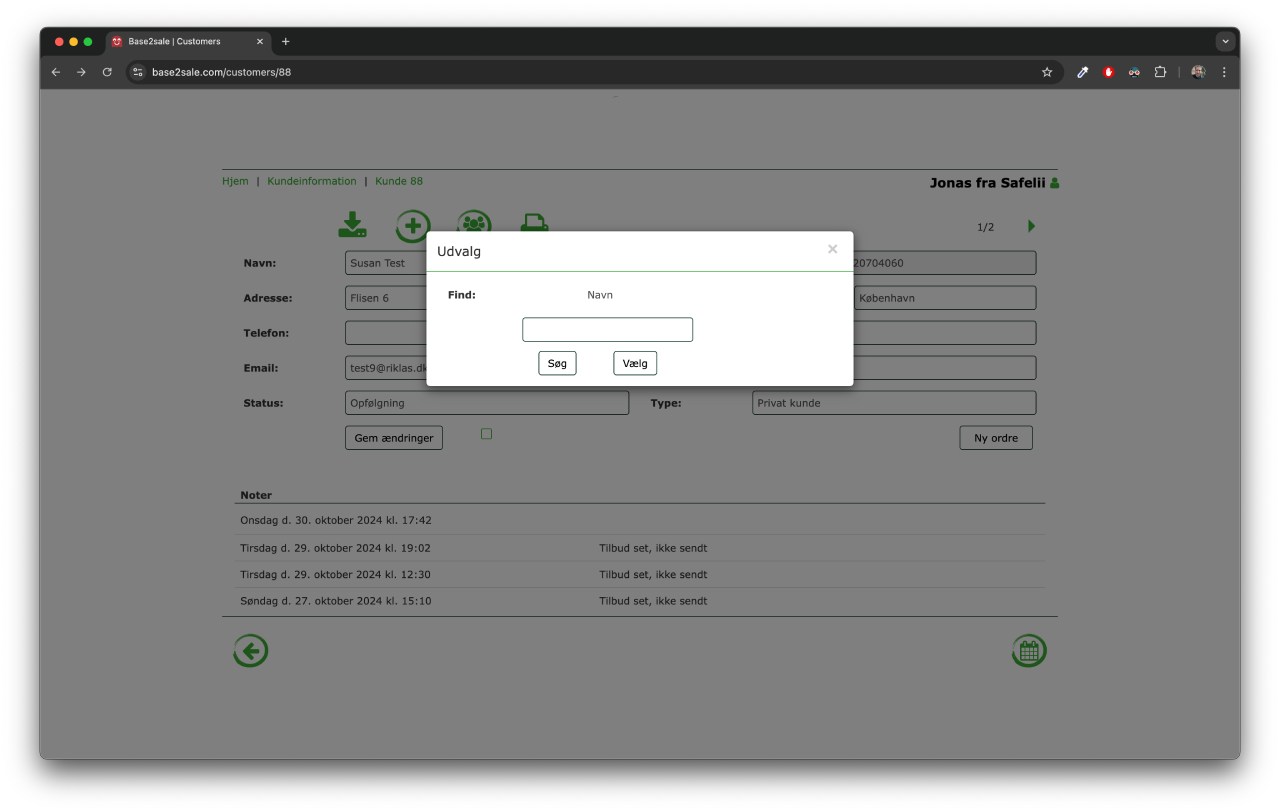 Base2sale | Customers
base2sale.com/customers/88
Hjem | Kundeinformation | Kunde 88
Jonas fra Safelii
1/2
Udvalg
Navn:
Susan Test
20704060
Find:
Navn
Adresse:
Flisen 6
København
Telefon:
Søg
Vælg
Email:
test9@riklas.dk
Status:
Opfølgning
Type:
Privat kunde
Gem ændringer
Ny ordre
Noter
Onsdag d. 30. oktober 2024 kl. 17:42
Tirsdag d. 29. oktober 2024 kl. 19:02 Tilbud set, ikke sendt
Tirsdag d. 29. oktober 2024 kl. 12:30 Tilbud set, ikke sendt
Søndag d. 27. oktober 2024 kl. 15:10 Tilbud set, ikke sendt